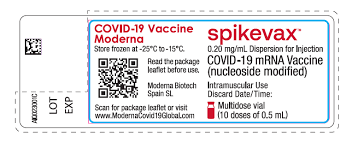 COVID-19 Vaccine
Moderna
Store frozen at -25°C to -15°C.
Read the package
leaflet before use.
Moderna Biotech
Spain SL
Scan for package leaflet or visit
www.ModernaCovid19Global.com
LOT
EXP
spikevax™
0.20 mg/mL Dispersion for Injection
COVID-19 mRNA Vaccine
(nucleoside modified)
Intramuscular Use
Discard Date/Time:
Multidose vial
(10 doses of 0.5 mL)